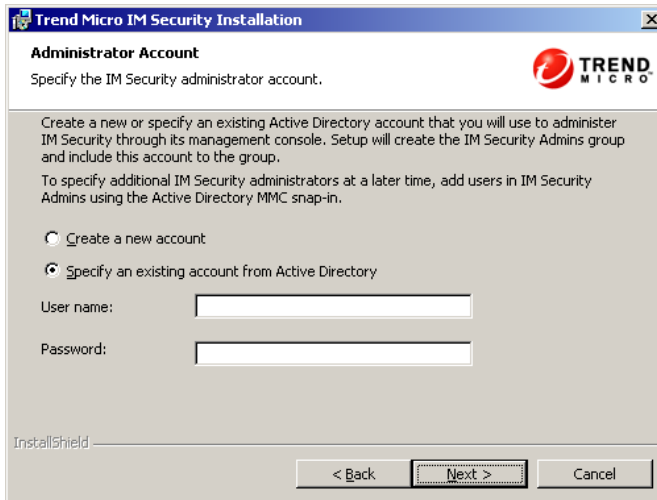 Trend Micro IM Security Installation
Administrator Account
Specify the IM Security administrator account.
TREND
MICRO™
Create a new or specify an existing Active Directory account that you will use to administer
IM Security through its management console. Setup will create the IM Security Admins group
and include this account to the group.
To specify additional IM Security administrators at a later time, add users in IM Security
Admins using the Active Directory MMC snap-in.
Create a new account
Specify an existing account from Active Directory
User name:
Password:
InstallShield
< Back
Next >
Cancel